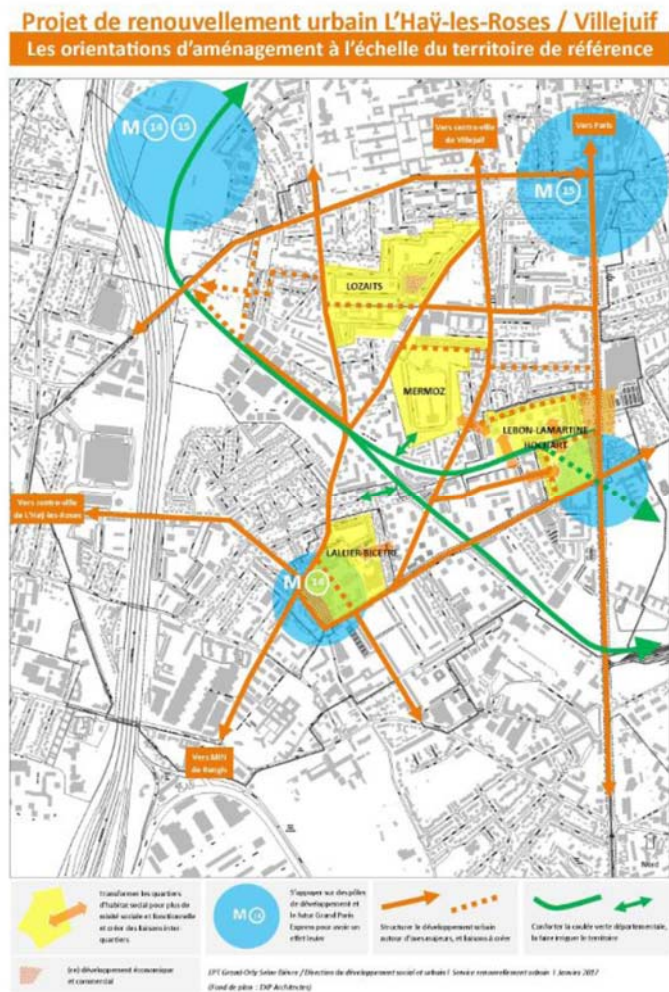 Projet de renouvellement urbain L'Haÿ-les-Roses / Villejuif
Les orientations d'aménagement à l'échelle du territoire de référence
M 14 15
Vers centre-ville
de Villejuif
Vers Paris
M 15
LOZAITS
MERMOZ
LEBON-LAMARTINE
HOCHART
Vers centre-ville
de L'Haÿ-les-Roses
LALLIER-BICETRE
M 14
Vers MIN
de Rungis
Nord
Transformer les quartiers
d'habitat social pour plus de
mixité sociale et fonctionnelle
et créer des liaisons inter
quartiers
M 14
S'appuyer sur des pôles
de développement et
le futur Grand Paris
Express pour avoir un
effet levier
Structurer le développement urbain
autour d'axes majeurs, et liaisons à créer
Conforter la coulée verte départementale,
la faire irriguer le territoire
(re) développement économique
et commercial
EPT Grand-Orly Seine Bièvre / Direction du développement social et urbain I Service renouvellement urbain I Janvier 2017
(Fond de plan : EXP Architectes)